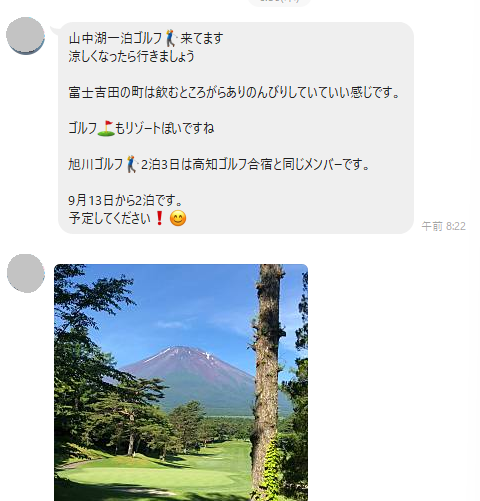 山中湖一泊ゴルフ🏌️来てます
涼しくなったら行きましょう
富士吉田の町は飲むところがらありのんびりしていていい感じです。
ゴルフ⛳もリゾートぽいですね
旭川ゴルフ🏌️2泊3日は高知ゴルフ合宿と同じメンバーです。
9月13日から2泊です。
予定してください❗😊
午前 8:22